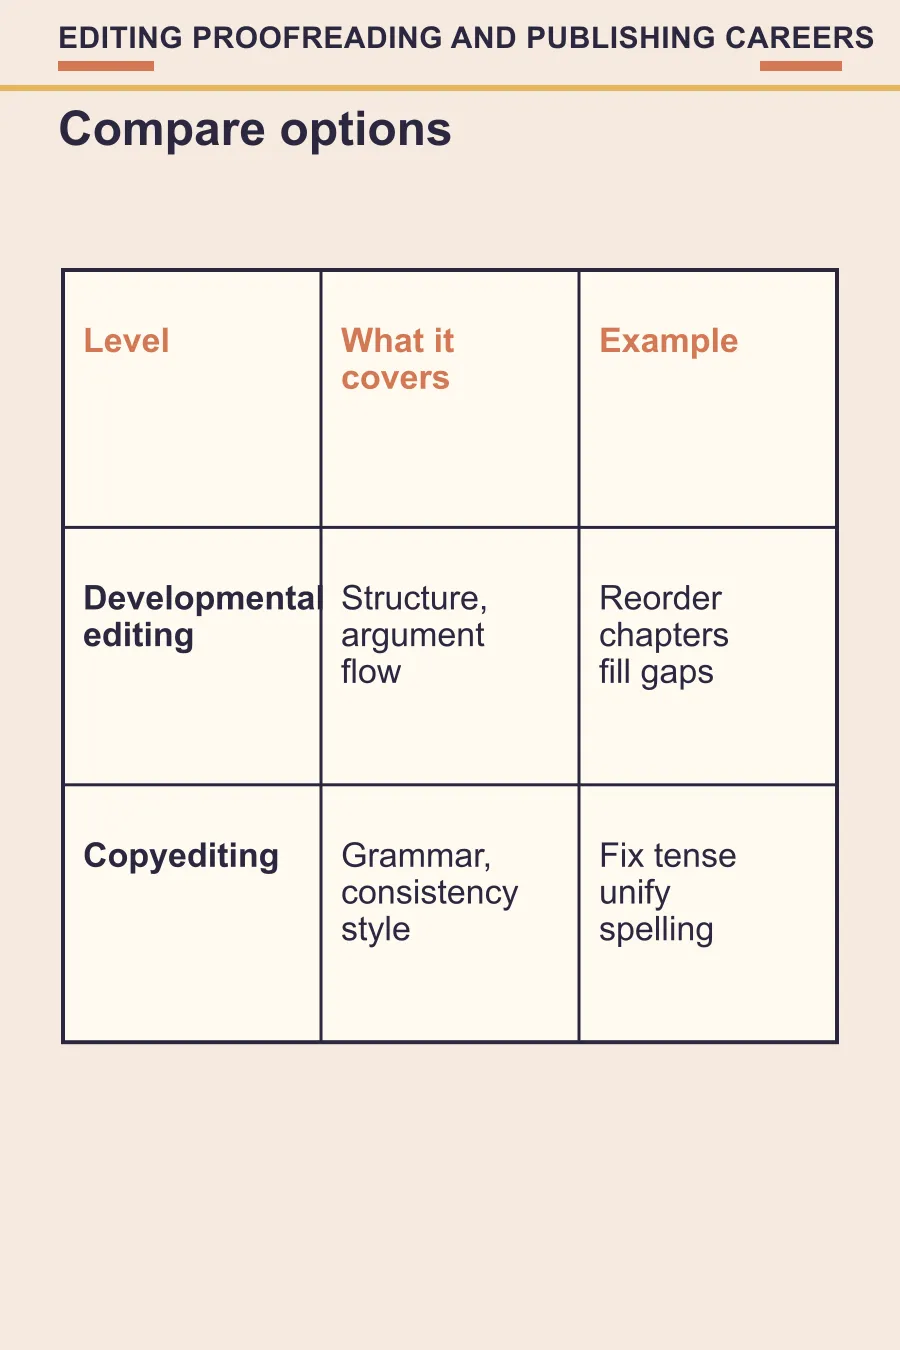 EDITING PROOFREADING AND PUBLISHING CAREERS
Compare options
Level
What it
covers
Example
Developmental
editing
Structure,
argument
flow
Reorder
chapters
fill gaps
Copyediting
Grammar,
consistency
style
Fix tense
unify
spelling